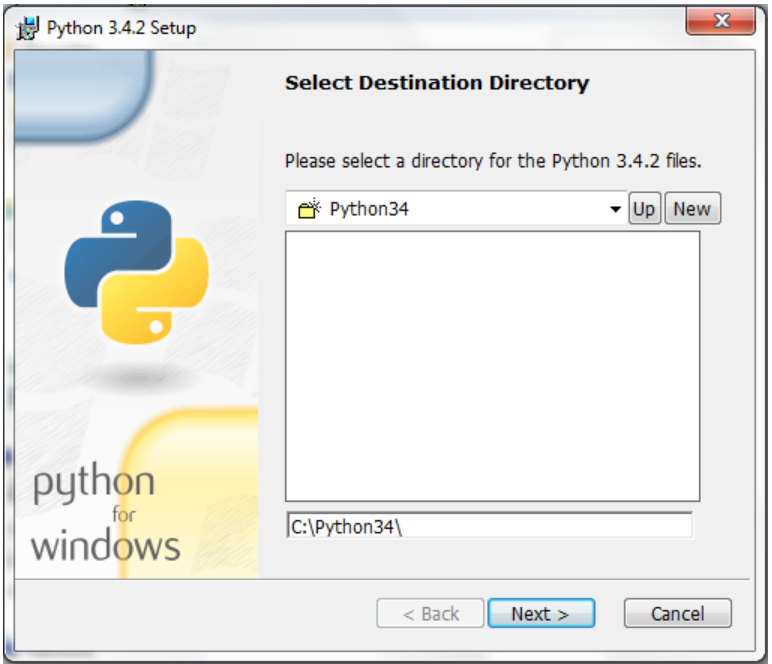 Python 3.4.2 Setup
Select Destination Directory
Please select a directory for the Python 3.4.2 files.
Python34
Up
New
C:\Python34\
python
for
windows
< Back
Next >
Cancel